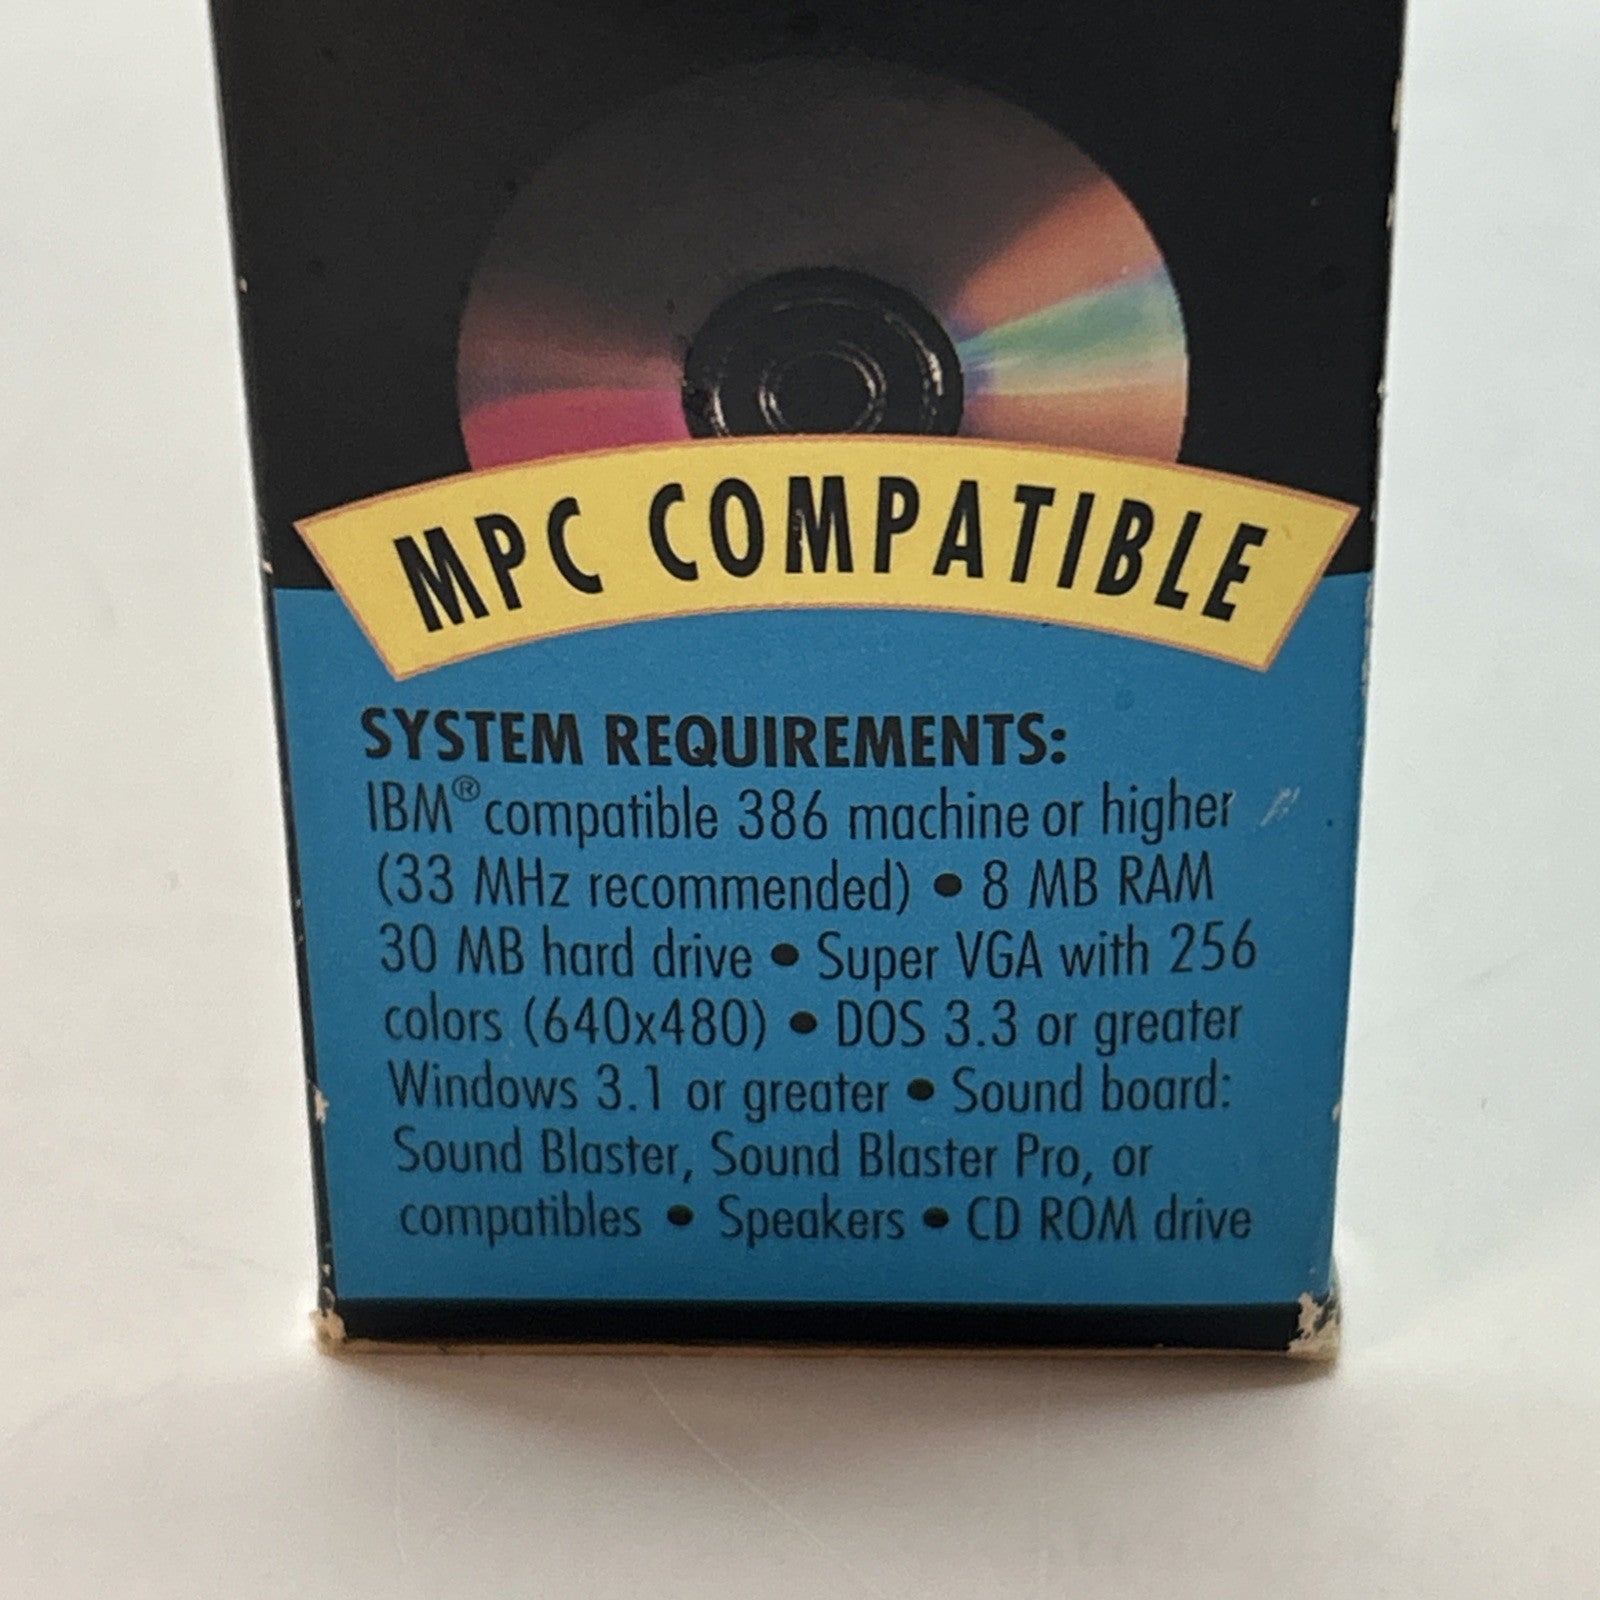 MPC COMPATIBLE
SYSTEM REQUIREMENTS:
IBM® compatible 386 machine or higher
(33 MHz recommended) • 8 MB RAM
30 MB hard drive • Super VGA with 256
colors (640x480) • DOS 3.3 or greater
Windows 3.1 or greater • Sound board:
Sound Blaster, Sound Blaster Pro, or
compatibles • Speakers • CD ROM drive